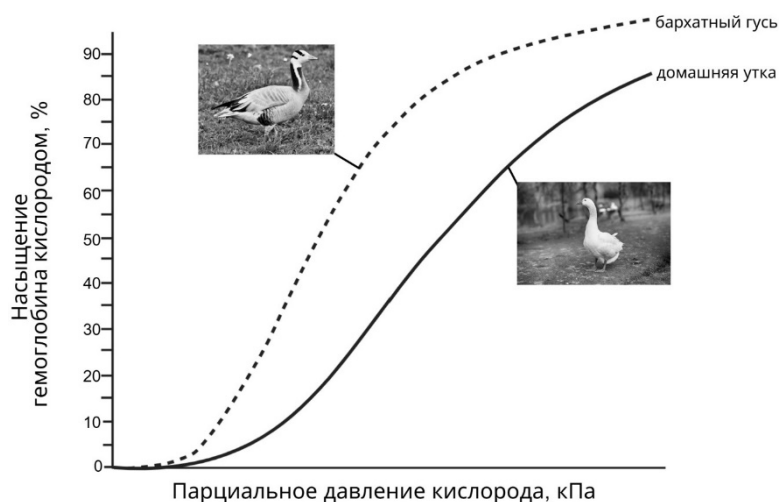 бархатный гусь
домашняя утка
Насыщение
гемоглобина кислородом, %
90
80
70
60
50
40
30
20
10
0
Парциальное давление кислорода, кПа